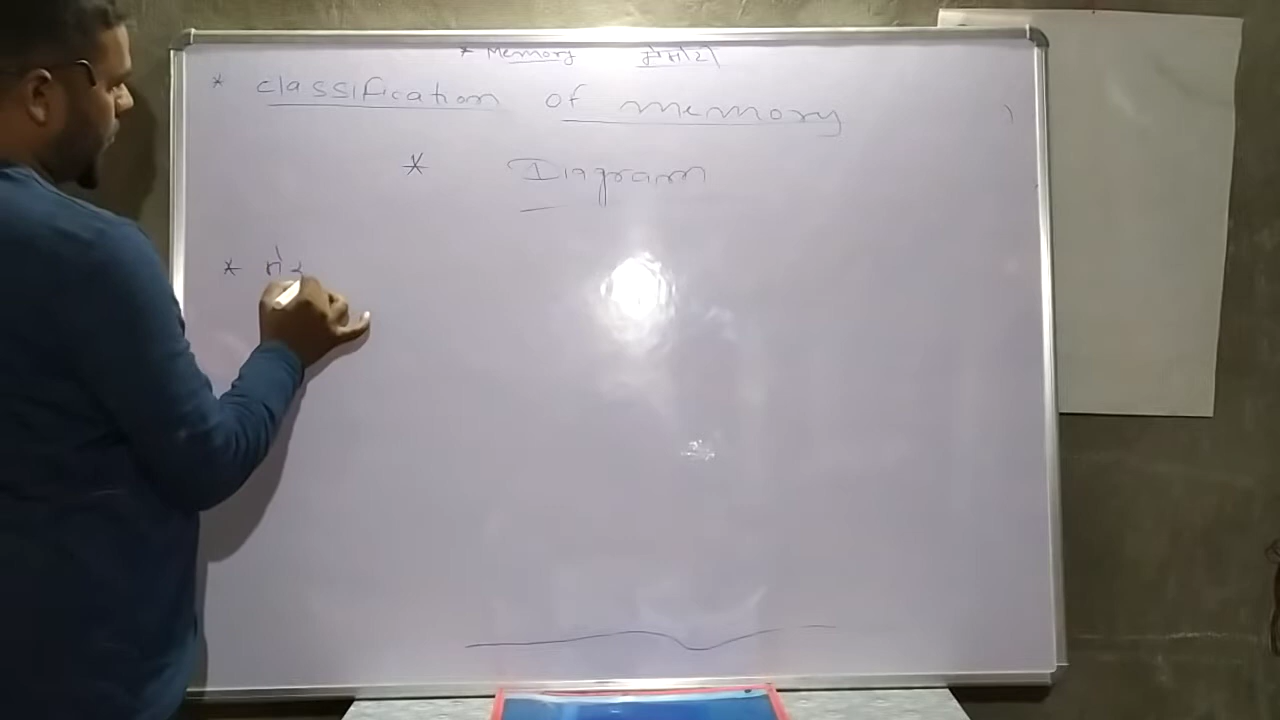 * Memory मेमोरी
* classification of memory
* Diagram
*